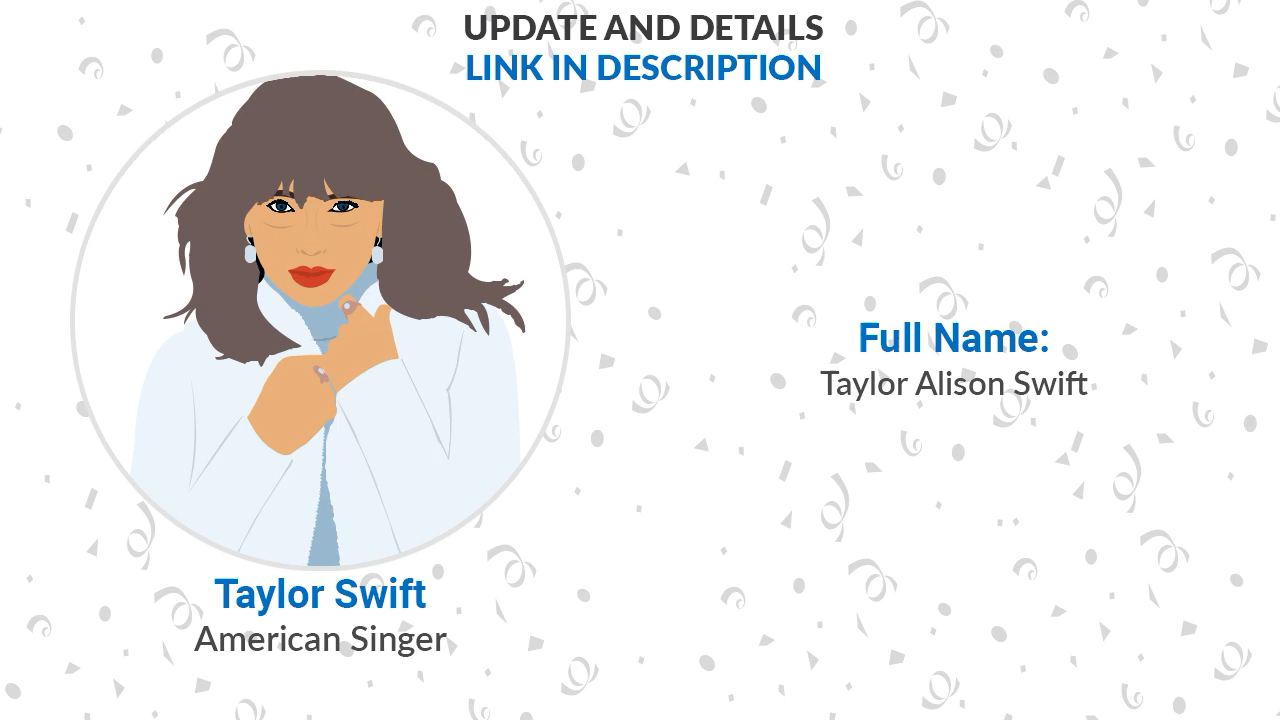 UPDATE AND DETAILS
LINK IN DESCRIPTION
Full Name:
Taylor Alison Swift
Taylor Swift
American Singer